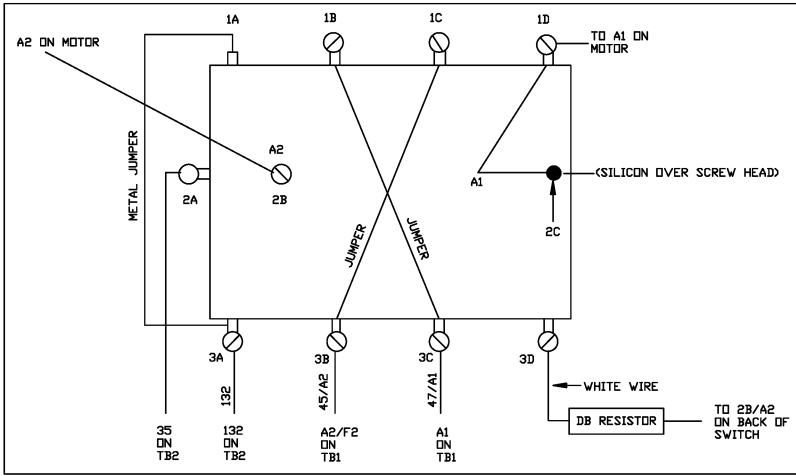 1A
1B
1C
1D
A2 ON MOTOR
TO A1 ON
MOTOR
METAL JUMPER
A2
2A
2B
A1
(SILICON OVER SCREW HEAD)
2C
JUMPER
JUMPER
3A
3B
3C
3D
132
45/A2
47/A1
WHITE WIRE
35
ON
TB2
132
ON
TB2
A2/F2
ON
TB1
A1
ON
TB1
DB RESISTOR
TO 2B/A2
ON BACK OF
SWITCH